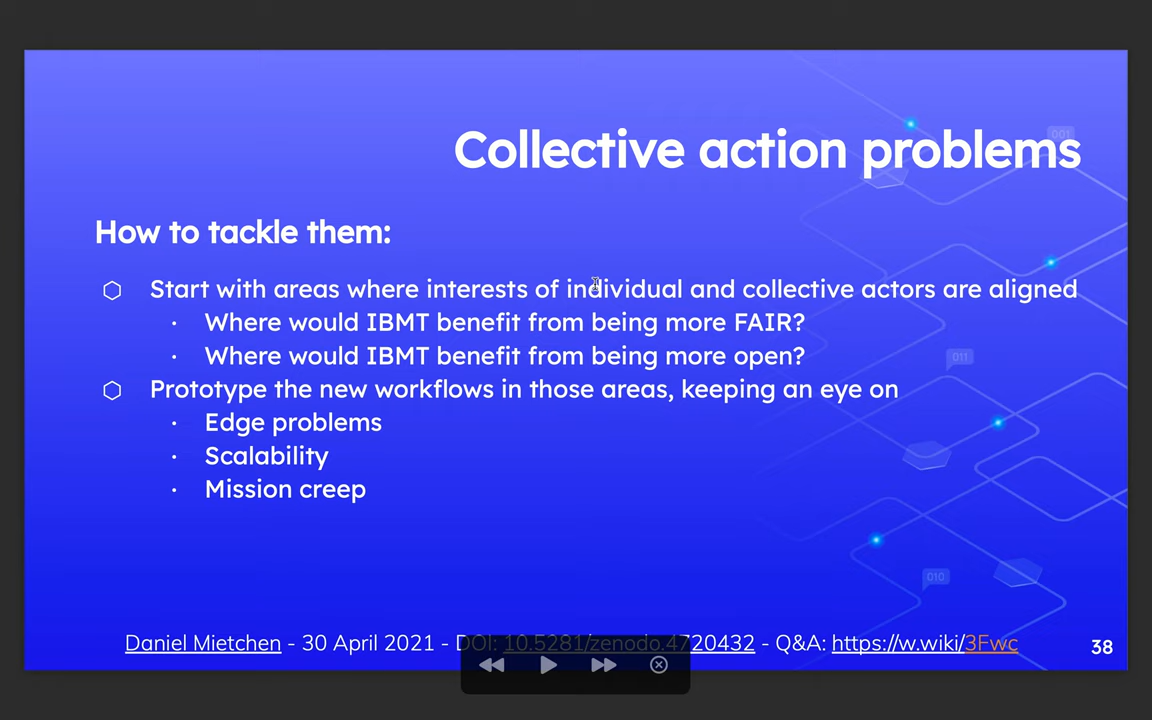 001
Collective action problems
How to tackle them:
Start with areas where interests of individual and collective actors are aligned
Where would IBMT benefit from being more FAIR?
Where would IBMT benefit from being more open?
011
Prototype the new workflows in those areas, keeping an eye on
Edge problems
Scalability
Mission creep
010
Daniel Mietchen - 30 April 2021 - DOI: 10.5281/zenodo.4720432 - Q&A: https://w.wiki/3Fwc
38